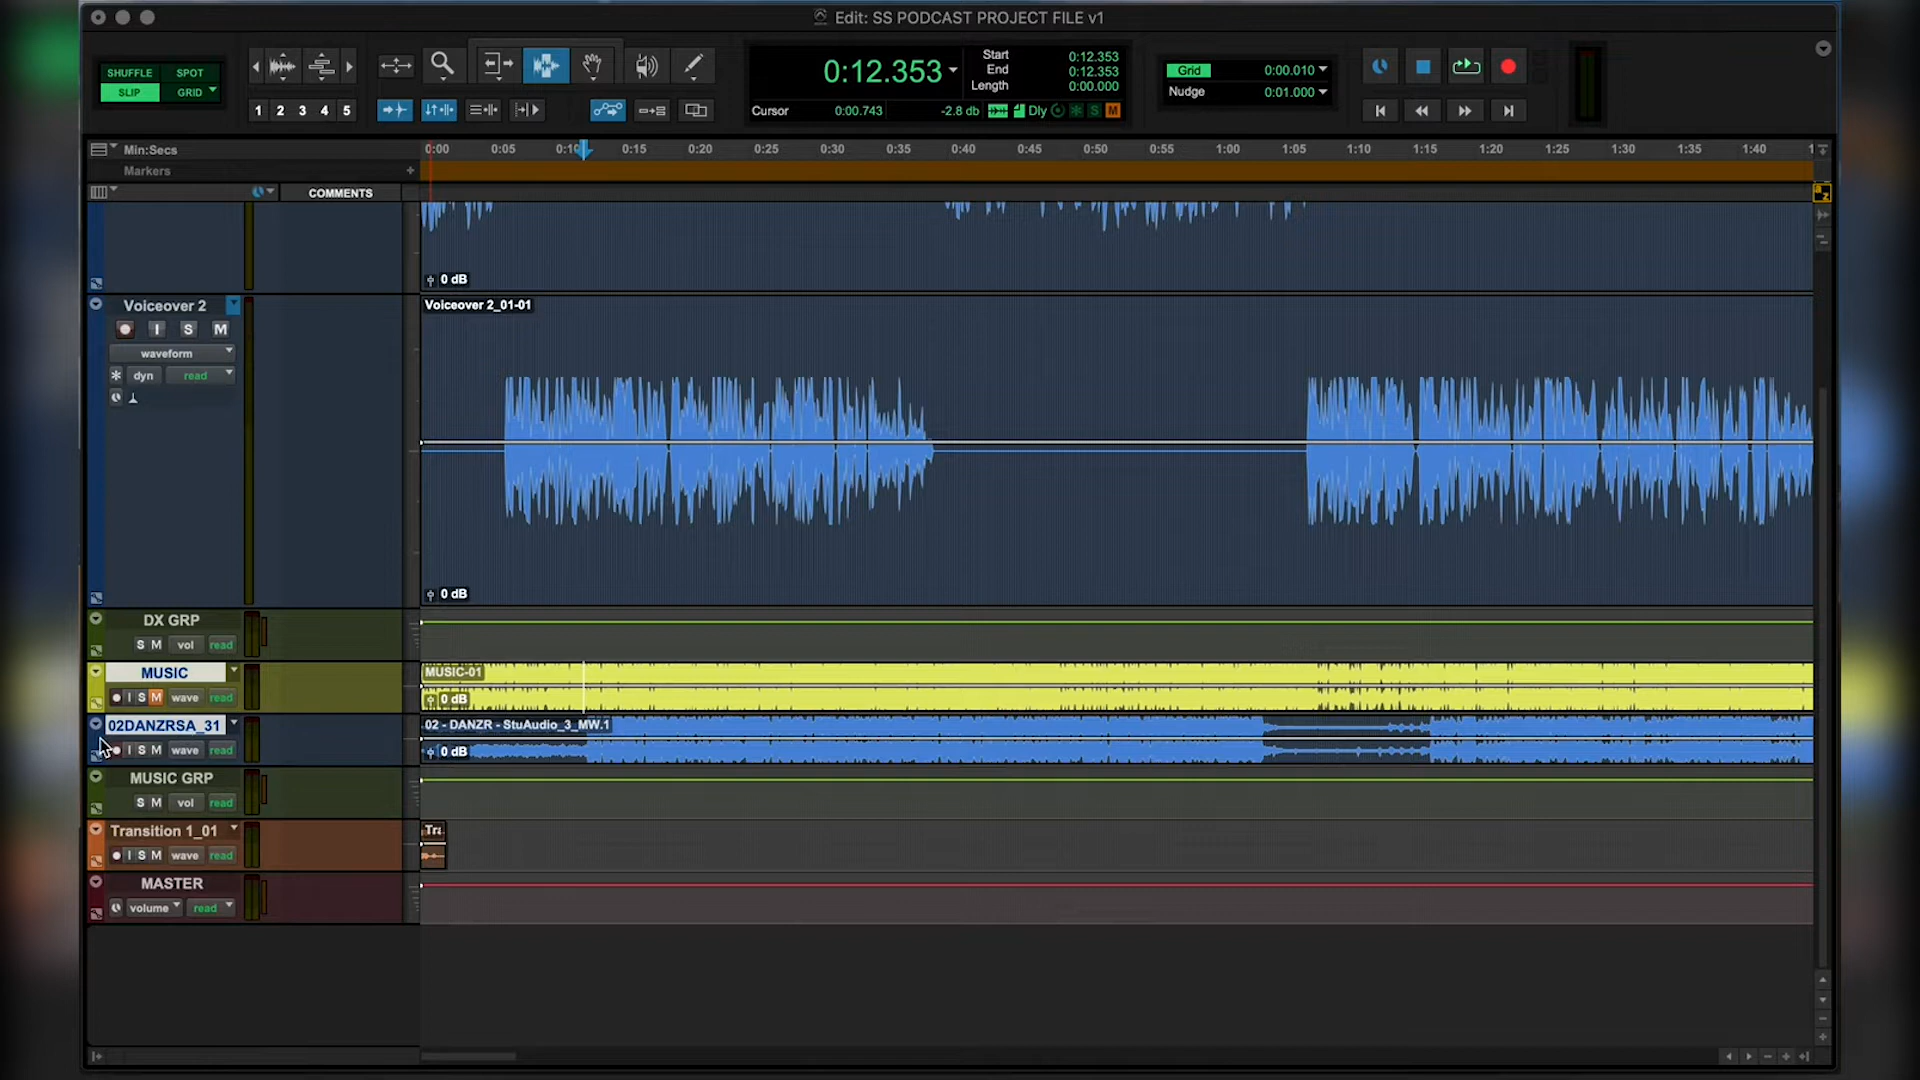 Edit: SS PODCAST PROJECT FILE v1
SHUFFLE SPOT
SLIP GRID
1 2 3 4 5
0:12.353
Start 0:12.353
End 0:12.353
Length 0:00.000
Cursor 0:00.743 -2.8 db Dly S M
Grid 0:00.010
Nudge 0:01.000
Min:Secs 0:00 0:05 0:10 0:15 0:20 0:25 0:30 0:35 0:40 0:45 0:50 0:55 1:00 1:05 1:10 1:15 1:20 1:25 1:30 1:35 1:40 1
Markers
COMMENTS
a z
0 dB
Voiceover 2
Voiceover 2_01-01
I S M
waveform
dyn read
0 dB
DX GRP
S M vol read
MUSIC
MUSIC-01
I S M wave read
0 dB
02DANZRSA_31
02 - DANZR - StuAudio_3_MW.1
I S M wave read
0 dB
MUSIC GRP
S M vol read
Transition 1_01
Tra
I S M wave read
MASTER
volume read